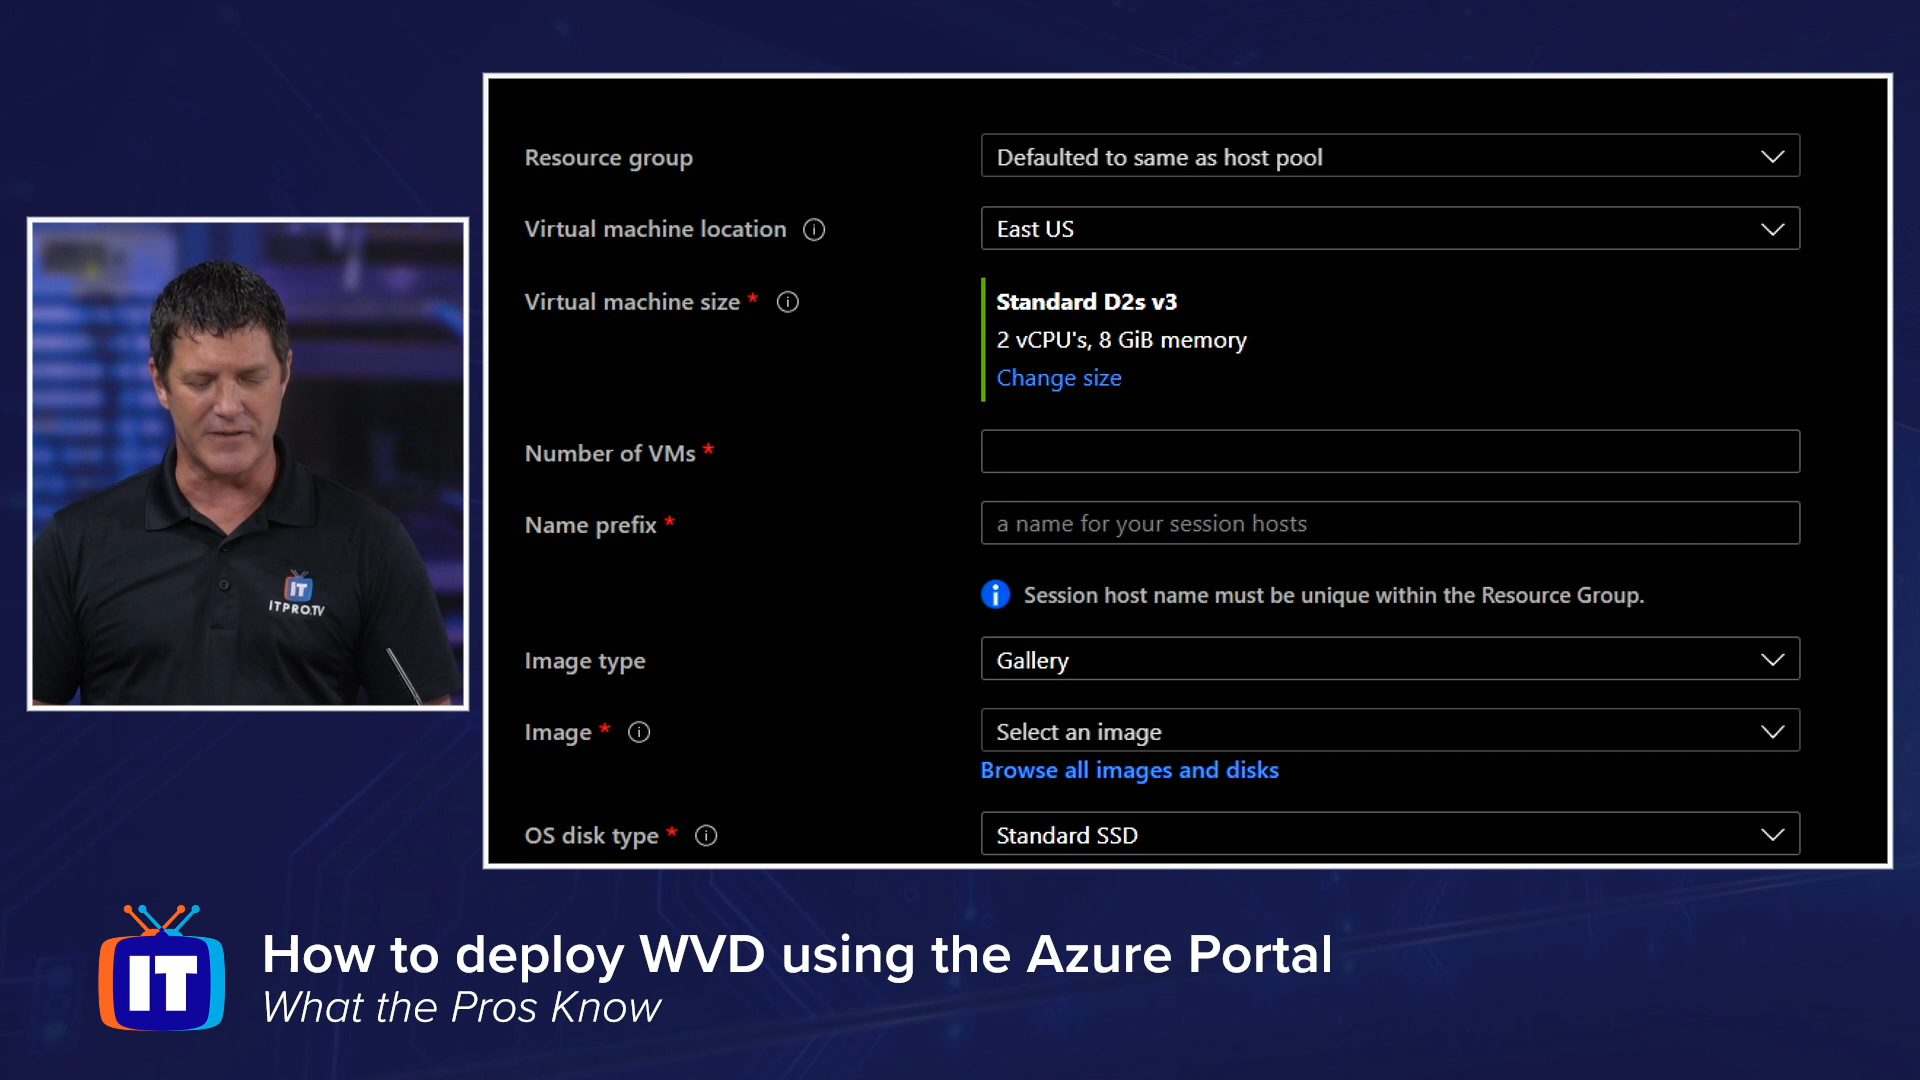 Resource group
Defaulted to same as host pool
Virtual machine location
East US
Virtual machine size *
Standard D2s v3
2 vCPU's, 8 GiB memory
Change size
Number of VMs *
Name prefix *
a name for your session hosts
Session host name must be unique within the Resource Group.
Image type
Gallery
Image *
Select an image
Browse all images and disks
OS disk type *
Standard SSD
IT
ITPRO.TV
IT
How to deploy WVD using the Azure Portal
What the Pros Know